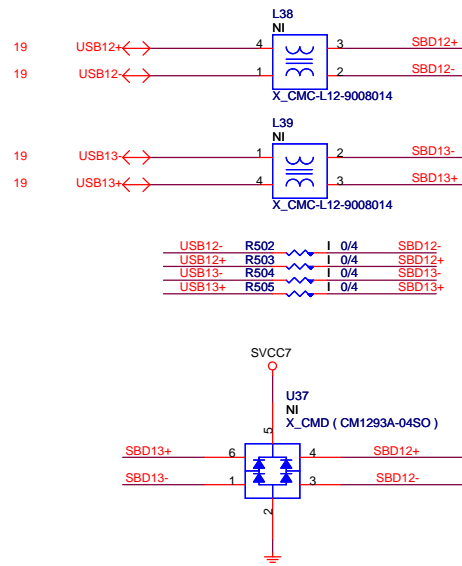 L38
NI
19 USB12+ 4 3 SBD12+
19 USB12- 1 2 SBD12-
X_CMC-L12-9008014
L39
NI
19 USB13- 1 2 SBD13-
19 USB13+ 4 3 SBD13+
X_CMC-L12-9008014
USB12- R502 I 0/4 SBD12-
USB12+ R503 I 0/4 SBD12+
USB13- R504 I 0/4 SBD13-
USB13+ R505 I 0/4 SBD13+
SVCC7
U37
NI
X_CMD ( CM1293A-04SO )
5
SBD13+ 6 4 SBD12+
SBD13- 1 3 SBD12-
2